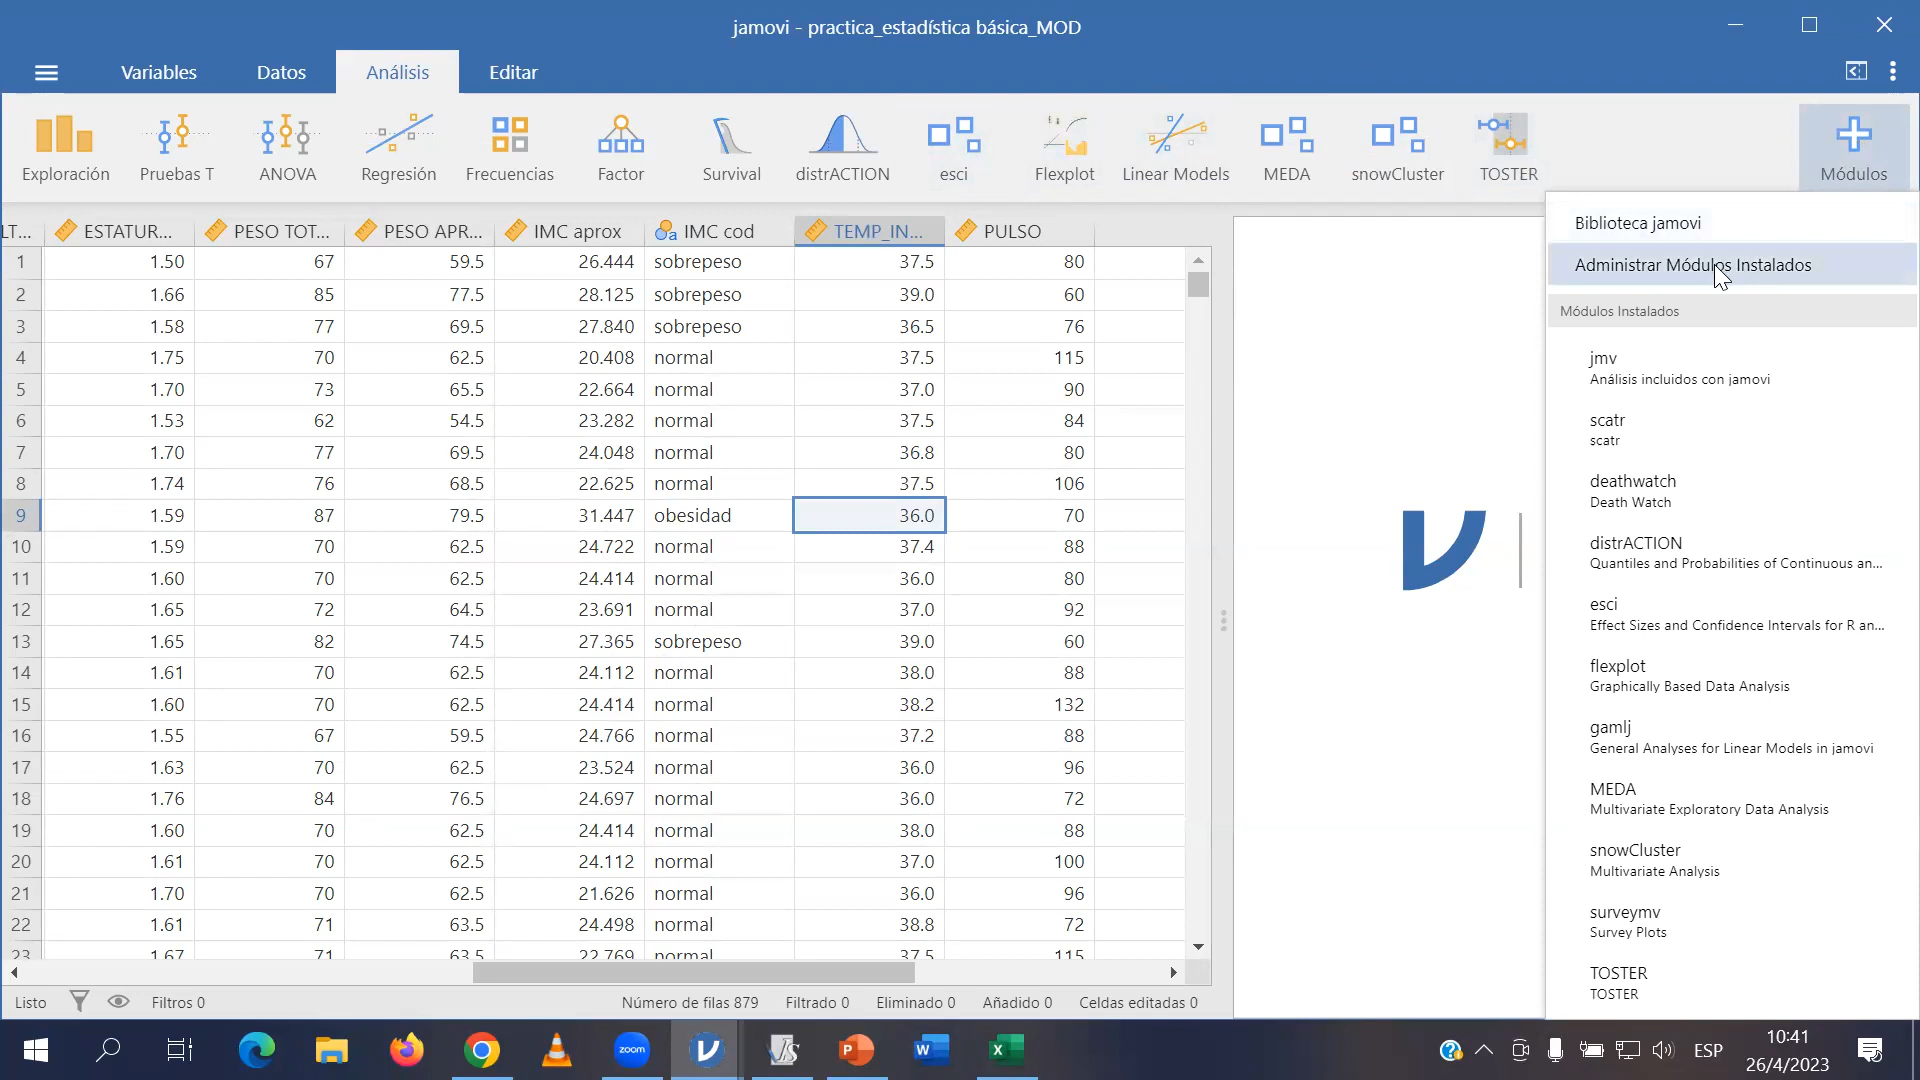 jamovi - practica_estadística básica_MOD
Variables Datos Análisis Editar
Exploración Pruebas T ANOVA Regresión Frecuencias Factor Survival distrACTION esci Flexplot Linear Models MEDA snowCluster TOSTER Módulos
LT... ESTATUR... PESO TOT... PESO APR... IMC aprox IMC cod TEMP_IN... PULSO
1 1.50 67 59.5 26.444 sobrepeso 37.5 80
2 1.66 85 77.5 28.125 sobrepeso 39.0 60
3 1.58 77 69.5 27.840 sobrepeso 36.5 76
4 1.75 70 62.5 20.408 normal 37.5 115
5 1.70 73 65.5 22.664 normal 37.0 90
6 1.53 62 54.5 23.282 normal 37.5 84
7 1.70 77 69.5 24.048 normal 36.8 80
8 1.74 76 68.5 22.625 normal 37.5 106
9 1.59 87 79.5 31.447 obesidad 36.0 70
10 1.59 70 62.5 24.722 normal 37.4 88
11 1.60 70 62.5 24.414 normal 36.0 80
12 1.65 72 64.5 23.691 normal 37.0 92
13 1.65 82 74.5 27.365 sobrepeso 39.0 60
14 1.61 70 62.5 24.112 normal 38.0 88
15 1.60 70 62.5 24.414 normal 38.2 132
16 1.55 67 59.5 24.766 normal 37.2 88
17 1.63 70 62.5 23.524 normal 36.0 96
18 1.76 84 76.5 24.697 normal 36.0 72
19 1.60 70 62.5 24.414 normal 38.0 88
20 1.61 70 62.5 24.112 normal 37.0 100
21 1.70 70 62.5 21.626 normal 36.0 96
22 1.61 71 63.5 24.498 normal 38.8 72
23 1.67 71 63.5 22.769 normal 37.5 115
Biblioteca jamovi
Administrar Módulos Instalados
Módulos Instalados
jmv
Análisis incluidos con jamovi
scatr
scatr
deathwatch
Death Watch
distrACTION
Quantiles and Probabilities of Continuous an...
esci
Effect Sizes and Confidence Intervals for R an...
flexplot
Graphically Based Data Analysis
gamlj
General Analyses for Linear Models in jamovi
MEDA
Multivariate Exploratory Data Analysis
snowCluster
Multivariate Analysis
surveymv
Survey Plots
TOSTER
TOSTER
Listo Filtros 0 Número de filas 879 Filtrado 0 Eliminado 0 Añadido 0 Celdas editadas 0
zoom
ESP
10:41
26/4/2023